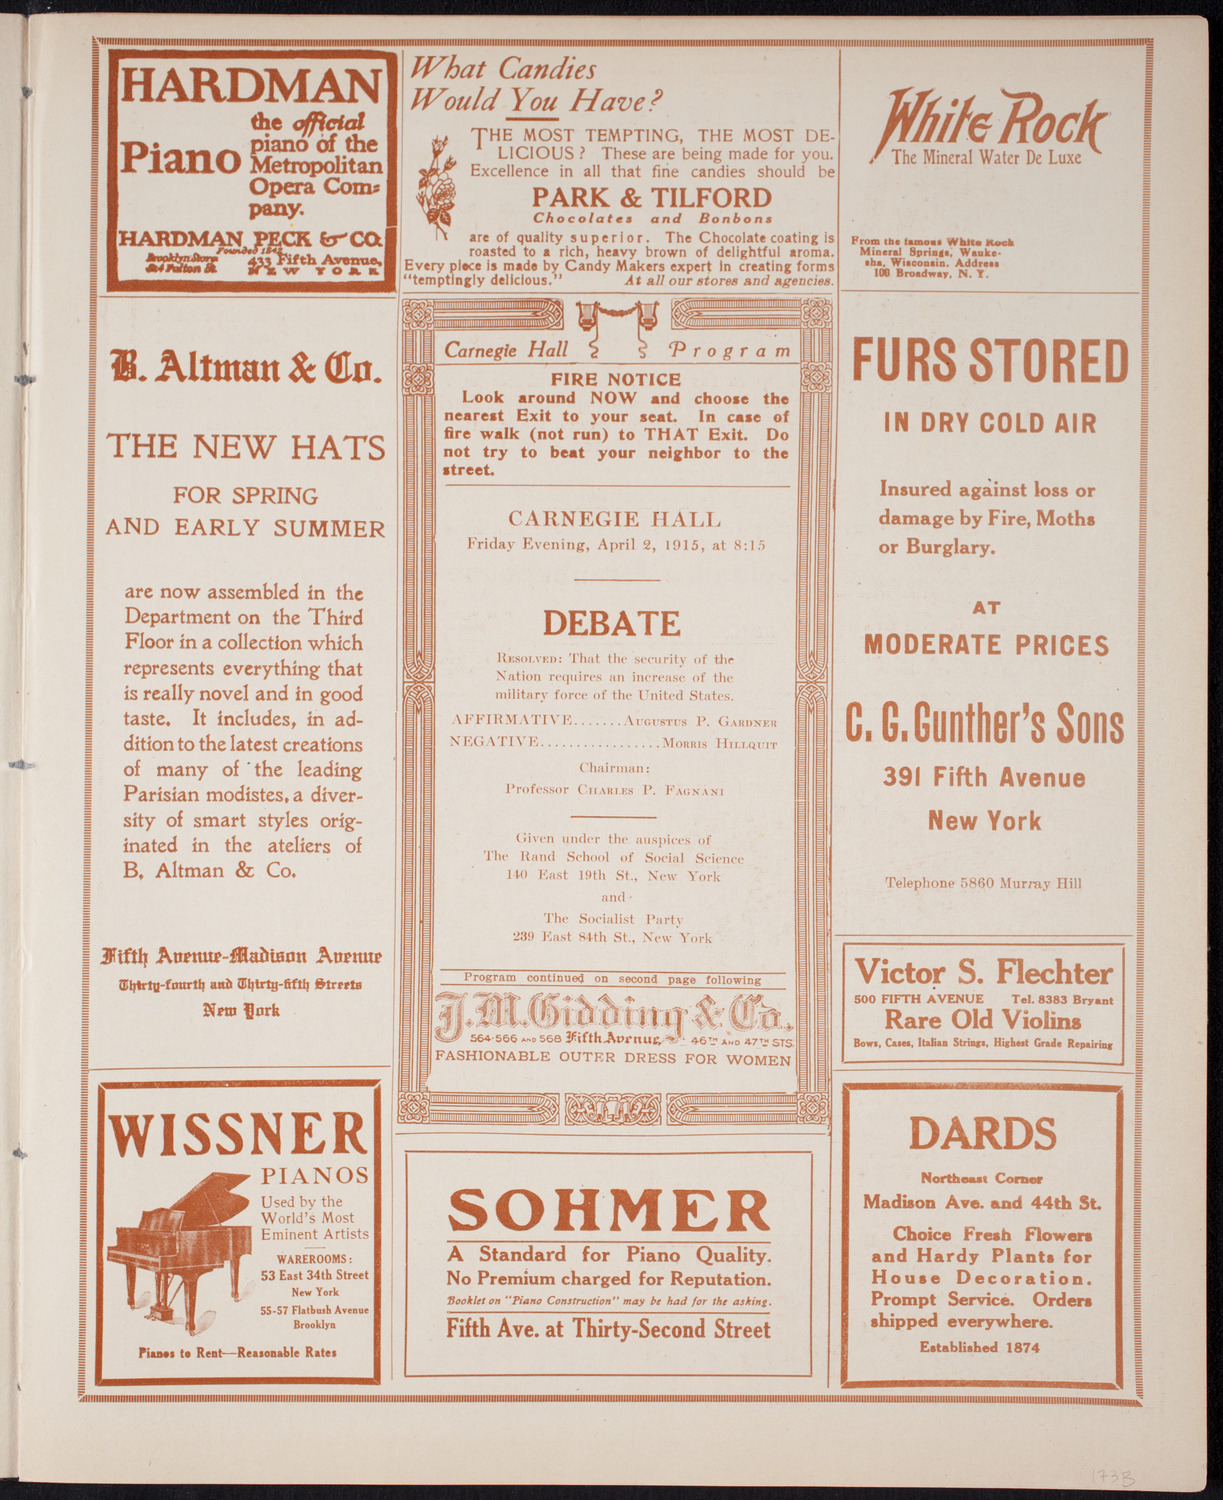 HARDMAN
Piano
the official
piano of the
Metropolitan
Opera Com-
pany.
HARDMAN, PECK & CO.
Founded 1842
Brooklyn Store
524 Fulton St.
433 Fifth Avenue,
NEW YORK
What Candies
Would You Have?
THE MOST TEMPTING, THE MOST DE-
LICIOUS? These are being made for you.
Excellence in all that fine candies should be
PARK & TILFORD
Chocolates and Bonbons
are of quality superior. The Chocolate coating is
roasted to a rich, heavy brown of delightful aroma.
Every piece is made by Candy Makers expert in creating forms
"temptingly delicious." At all our stores and agencies.
White Rock
The Mineral Water De Luxe
From the famous White Rock
Mineral Springs, Wauke-
sha, Wisconsin. Address
100 Broadway, N. Y.
B. Altman & Co.
THE NEW HATS
FOR SPRING
AND EARLY SUMMER
are now assembled in the
Department on the Third
Floor in a collection which
represents everything that
is really novel and in good
taste. It includes, in ad-
dition to the latest creations
of many of the leading
Parisian modistes, a diver-
sity of smart styles orig-
inated in the ateliers of
B. Altman & Co.
Fifth Avenue-Madison Avenue
Thirty-fourth and Thirty-fifth Streets
New York
WISSNER
PIANOS
Used by the
World's Most
Eminent Artists
WAREROOMS:
53 East 34th Street
New York
55-57 Flatbush Avenue
Brooklyn
Pianos to Rent—Reasonable Rates
Carnegie Hall Program
FIRE NOTICE
Look around NOW and choose the
nearest Exit to your seat. In case of
fire walk (not run) to THAT Exit. Do
not try to beat your neighbor to the
street.
CARNEGIE HALL
Friday Evening, April 2, 1915, at 8:15
DEBATE
RESOLVED: That the security of the
Nation requires an increase of the
military force of the United States.
AFFIRMATIVE.......AUGUSTUS P. GARDNER
NEGATIVE.................MORRIS HILLQUIT
Chairman:
Professor CHARLES P. FAGNANI
Given under the auspices of
The Rand School of Social Science
140 East 19th St., New York
and
The Socialist Party
239 East 84th St., New York
Program continued on second page following
J.M. Gidding & Co.
564-566 AND 568 Fifth Avenue 46TH AND 47TH STS.
FASHIONABLE OUTER DRESS FOR WOMEN
SOHMER
A Standard for Piano Quality.
No Premium charged for Reputation.
Booklet on "Piano Construction" may be had for the asking.
Fifth Ave. at Thirty-Second Street
FURS STORED
IN DRY COLD AIR
Insured against loss or
damage by Fire, Moths
or Burglary.
AT
MODERATE PRICES
C. G. Gunther's Sons
391 Fifth Avenue
New York
Telephone 5860 Murray Hill
Victor S. Flechter
500 FIFTH AVENUE Tel. 8383 Bryant
Rare Old Violins
Bows, Cases, Italian Strings, Highest Grade Repairing
DARDS
Northeast Corner
Madison Ave. and 44th St.
Choice Fresh Flowers
and Hardy Plants for
House Decoration.
Prompt Service. Orders
shipped everywhere.
Established 1874
173B